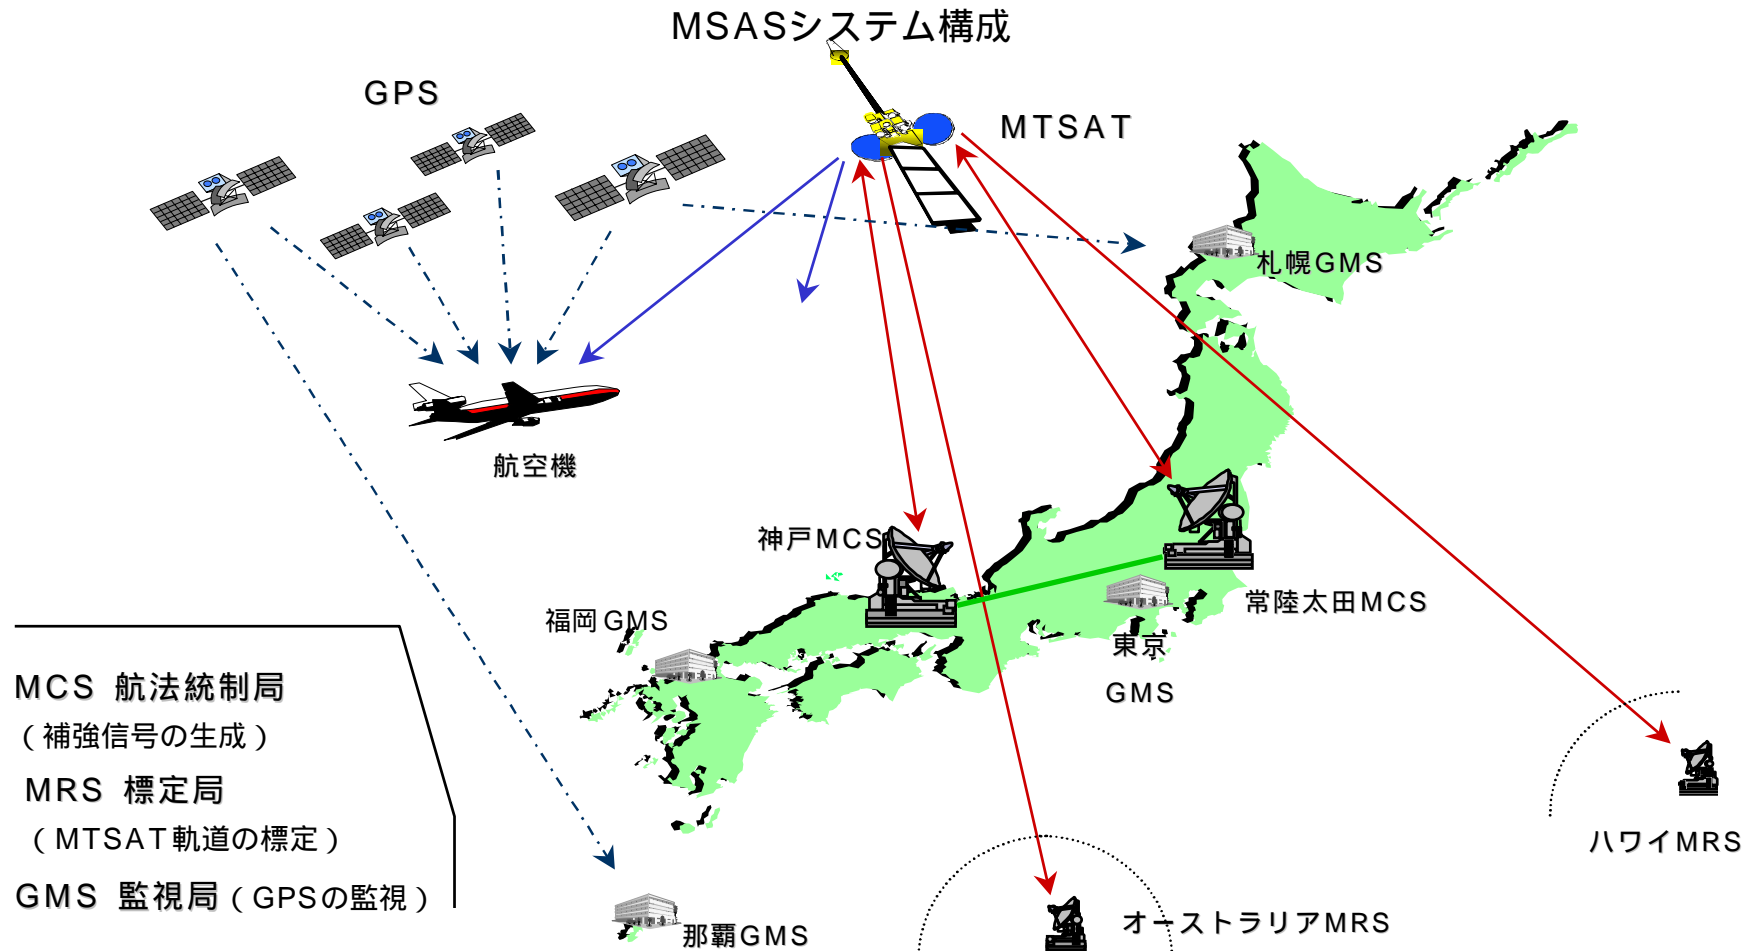 MSASシステム構成
GPS
MTSAT
札幌GMS
航空機
神戸MCS
常陸太田MCS
福岡GMS
東京
GMS
MCS 航法統制局
(補強信号の生成)
MRS 標定局
(MTSAT軌道の標定)
GMS 監視局(GPSの監視)
ハワイMRS
オーストラリアMRS
那覇GMS